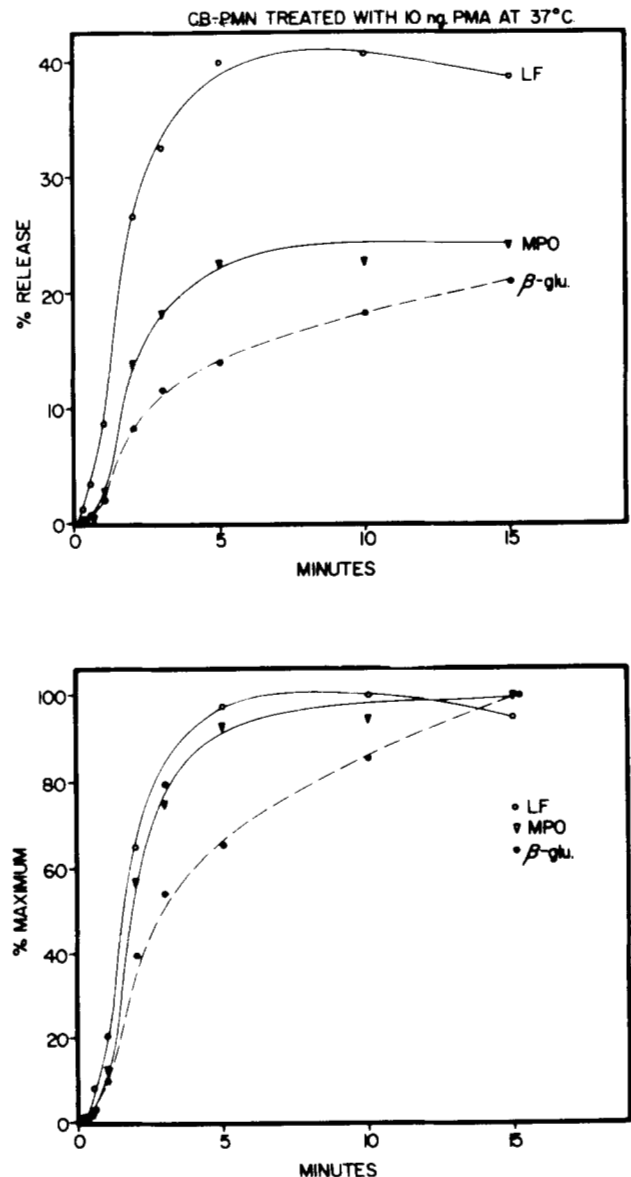 CB-PMN TREATED WITH 10 ng PMA AT 37°C
40
30
20
10
0
% RELEASE
LF
MPO
β-glu.
0 5 10 15
MINUTES
100
80
60
40
20
0
% MAXIMUM
LF
MPO
β-glu.
0 5 10 15
MINUTES